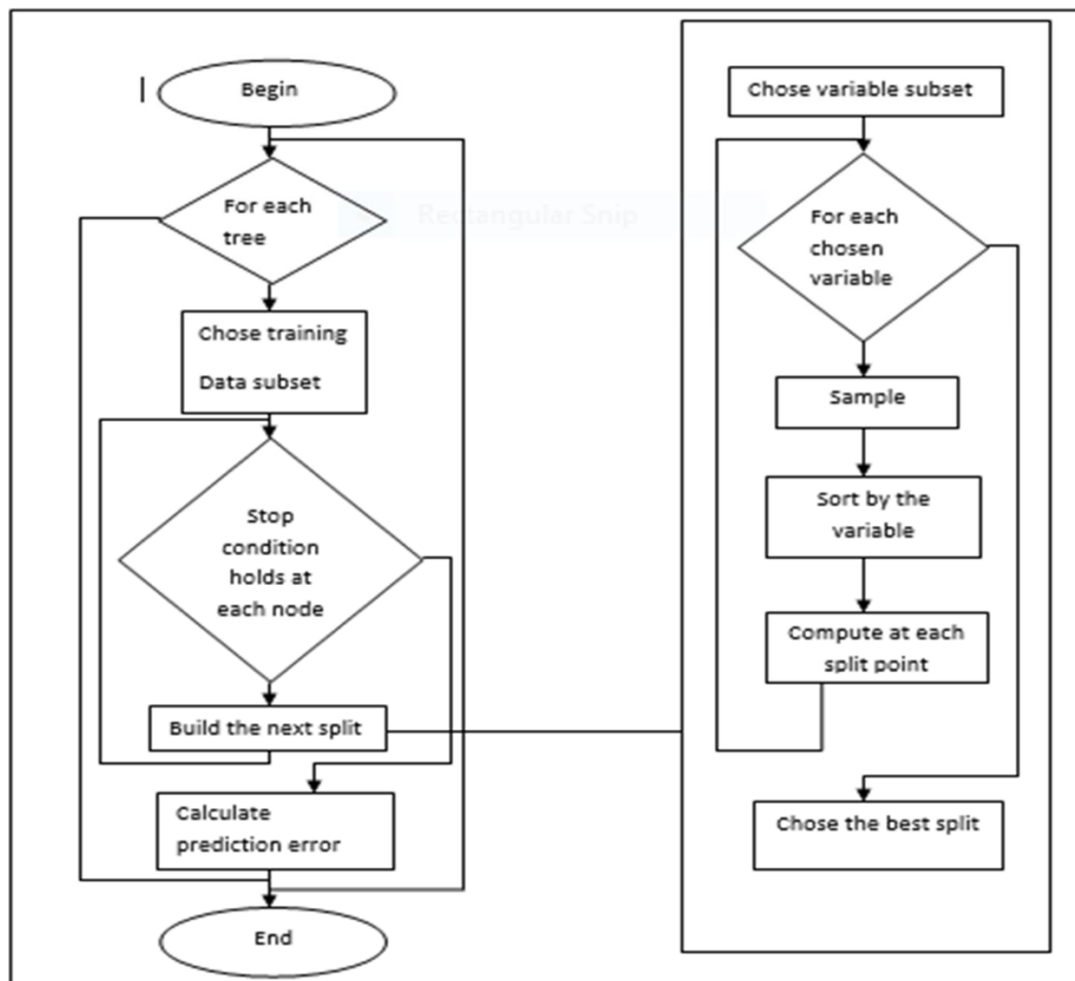 Begin
For each
tree
Chose training
Data subset
Stop
condition
holds at
each node
Build the next split
Calculate
prediction error
End
Chose variable subset
For each
chosen
variable
Sample
Sort by the
variable
Compute at each
split point
Chose the best split
Rectangular Snip